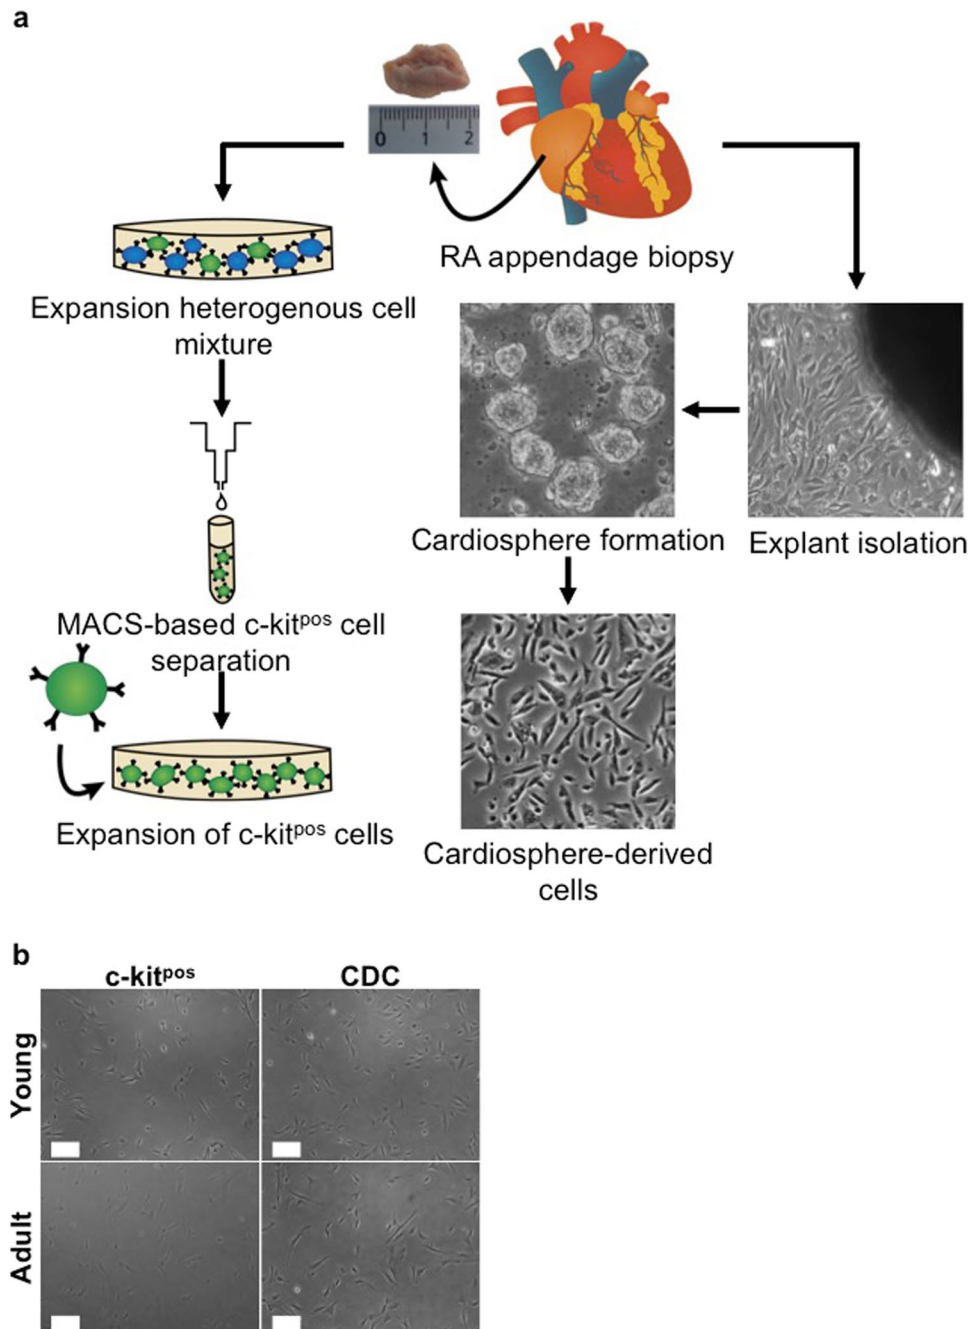 a
0 1 2
RA appendage biopsy
Expansion heterogenous cell
mixture
MACS-based c-kitpos cell
separation
Expansion of c-kitpos cells
Cardiosphere formation
Explant isolation
Cardiosphere-derived
cells
b
c-kitpos
CDC
Young
Adult